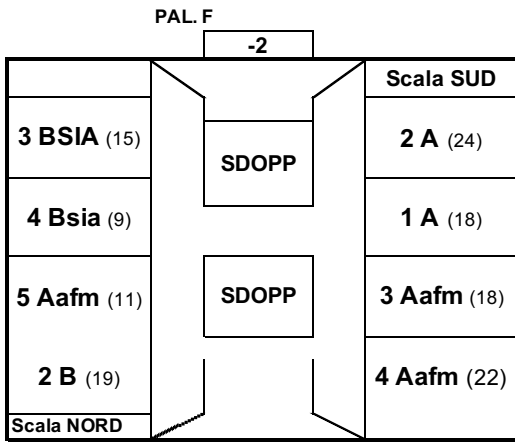 PAL. F
-2
Scala SUD
3 BSIA (15)
2 A (24)
SDOPP
4 Bsia (9)
1 A (18)
5 Aafm (11)
SDOPP
3 Aafm (18)
2 B (19)
4 Aafm (22)
Scala NORD